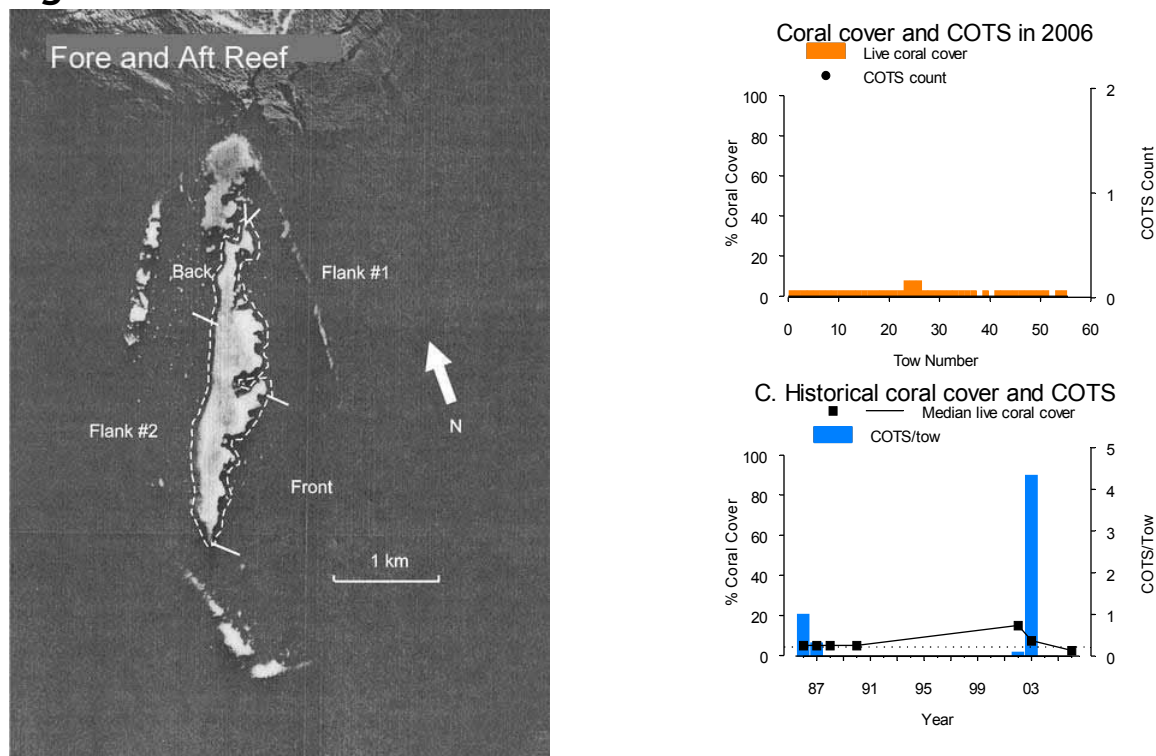 Fore and Aft Reef
Back
Flank #1
Flank #2
N
Front
1 km
Coral cover and COTS in 2006
Live coral cover
COTS count
100
80
60
40
20
0
% Coral Cover
2
1
0
COTS Count
0 10 20 30 40 50 60
Tow Number
C. Historical coral cover and COTS
Median live coral cover
COTS/tow
100
80
60
40
20
0
% Coral Cover
5
4
3
2
1
0
COTS/Tow
87 91 95 99 03
Year